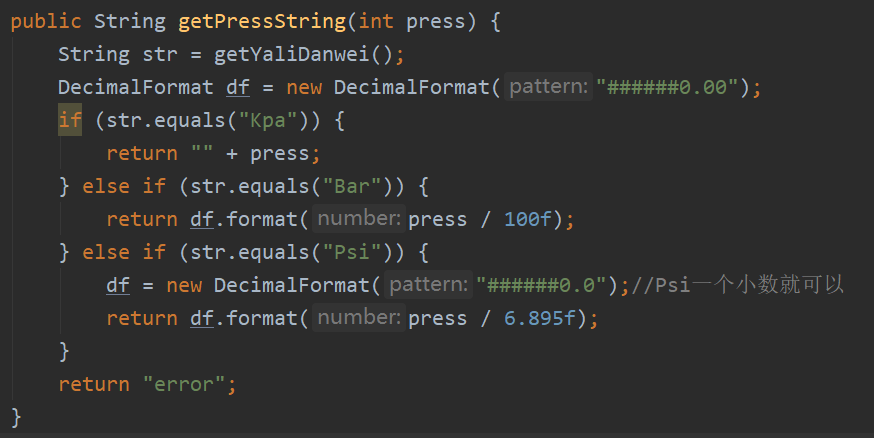 public String getPressString(int press) {
    String str = getYaliDanwei();
    DecimalFormat df = new DecimalFormat( pattern: "######0.00");
    if (str.equals("Kpa")) {
        return "" + press;
    } else if (str.equals("Bar")) {
        return df.format( number: press / 100f);
    } else if (str.equals("Psi")) {
        df = new DecimalFormat( pattern: "######0.0");//Psi一个小数就可以
        return df.format( number: press / 6.895f);
    }
    return "error";
}